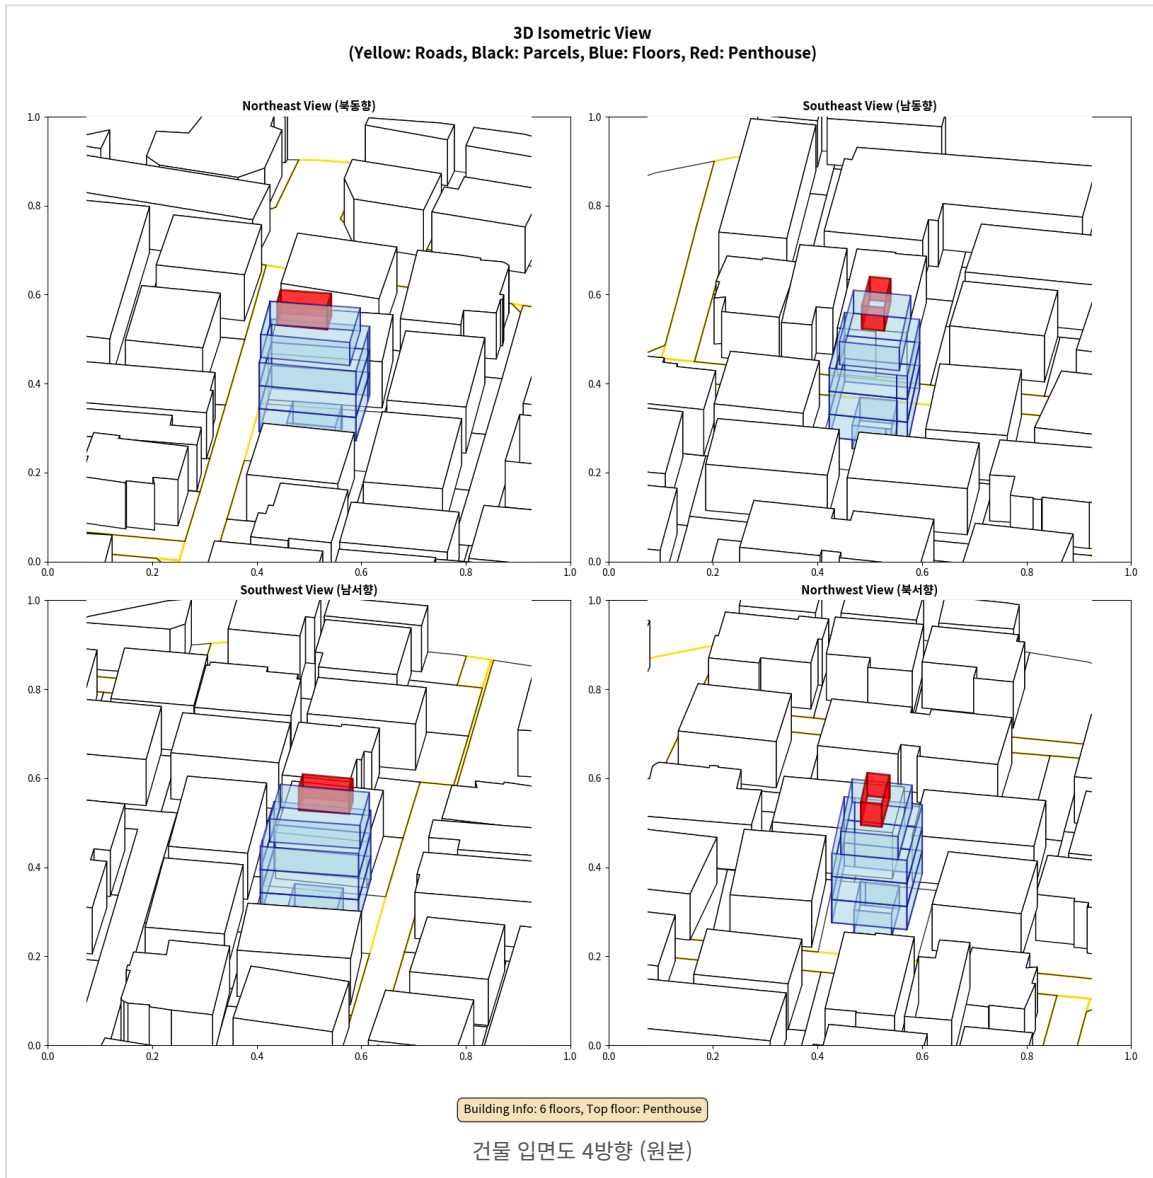 3D Isometric View
(Yellow: Roads, Black: Parcels, Blue: Floors, Red: Penthouse)
Northeast View (북동향)
1.0
0.8
0.6
0.4
0.2
0.0
0.0 0.2 0.4 0.6 0.8 1.0
Southeast View (남동향)
1.0
0.8
0.6
0.4
0.2
0.0
0.0 0.2 0.4 0.6 0.8 1.0
Southwest View (남서향)
1.0
0.8
0.6
0.4
0.2
0.0
0.0 0.2 0.4 0.6 0.8 1.0
Northwest View (북서향)
1.0
0.8
0.6
0.4
0.2
0.0
0.0 0.2 0.4 0.6 0.8 1.0
Building Info: 6 floors, Top floor: Penthouse
건물 입면도 4방향 (원본)